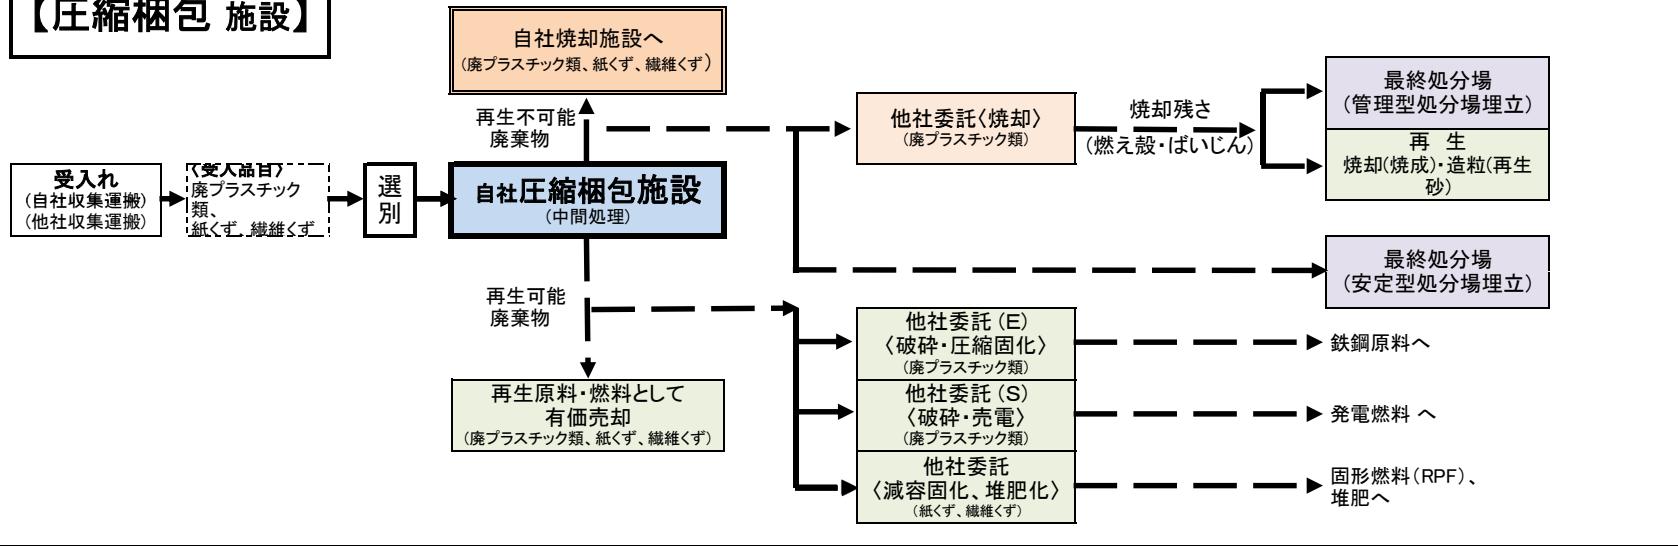 【圧縮梱包 施設】
自社焼却施設へ
(廃プラスチック類、紙くず、繊維くず)
再生不可能
廃棄物
受入れ
(自社収集運搬)
(他社収集運搬)
〈受入品目〉
廃プラスチック
類、
紙くず、繊維くず
選
別
自社圧縮梱包施設
(中間処理)
他社委託〈焼却〉
(廃プラスチック類)
焼却残さ
(燃え殻・ばいじん)
最終処分場
(管理型処分場埋立)
再 生
焼却(焼成)・造粒(再生
砂)
最終処分場
(安定型処分場埋立)
再生可能
廃棄物
再生原料・燃料として
有価売却
(廃プラスチック類、紙くず、繊維くず)
他社委託(E)
〈破砕・圧縮固化〉
(廃プラスチック類)
鉄鋼原料へ
他社委託(S)
〈破砕・売電〉
(廃プラスチック類)
発電燃料 へ
他社委託
〈減容固化、堆肥化〉
(紙くず、繊維くず)
固形燃料(RPF)、
堆肥へ